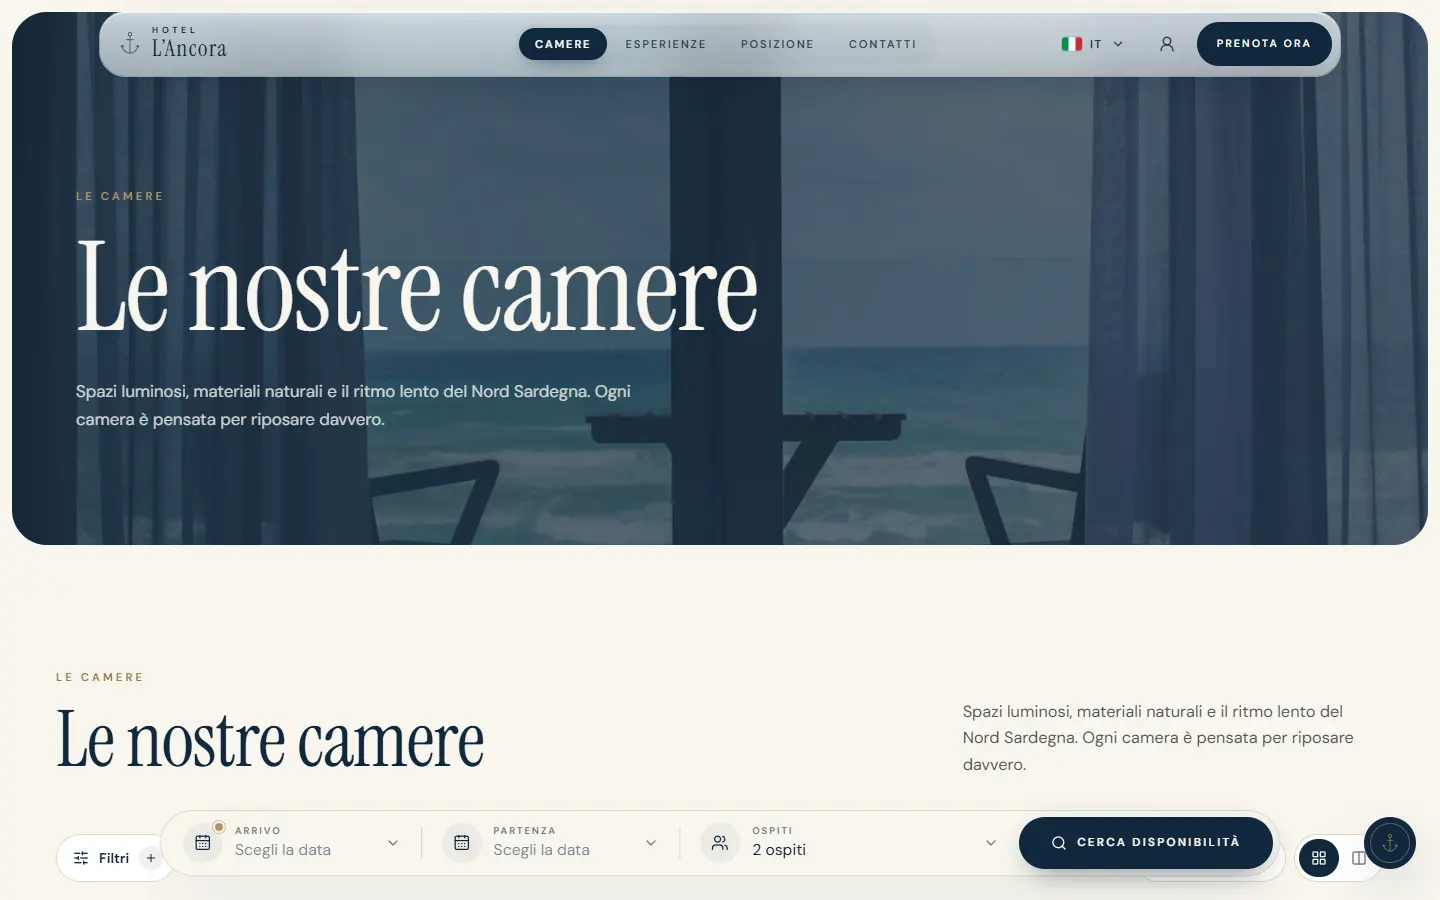 HOTEL
L'Ancora
CAMERE
ESPERIENZE
POSIZIONE
CONTATTI
IT
PRENOTA ORA
LE CAMERE
Le nostre camere
Spazi luminosi, materiali naturali e il ritmo lento del Nord Sardegna. Ogni
camera è pensata per riposare davvero.
LE CAMERE
Le nostre camere
Spazi luminosi, materiali naturali e il ritmo lento del
Nord Sardegna. Ogni camera è pensata per riposare
davvero.
Filtri
ARRIVO
Scegli la data
PARTENZA
Scegli la data
OSPITI
2 ospiti
CERCA DISPONIBILITÀ